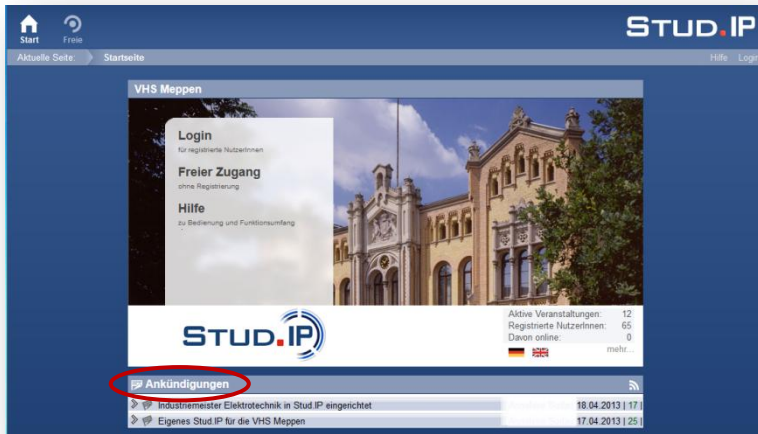 Start
Freie
STUD.IP
Aktuelle Seite:
Startseite
Hilfe Login
VHS Meppen
Login
für registrierte NutzerInnen
Freier Zugang
ohne Registrierung
Hilfe
zu Bedienung und Funktionsumfang
STUD.IP
Aktive Veranstaltungen: 12
Registrierte NutzerInnen: 65
Davon online: 0
mehr...
Ankündigungen
Industriemeister Elektrotechnik in Stud.IP eingerichtet 18.04.2013 | 17 |
Eigenes Stud.IP für die VHS Meppen 17.04.2013 | 25 |